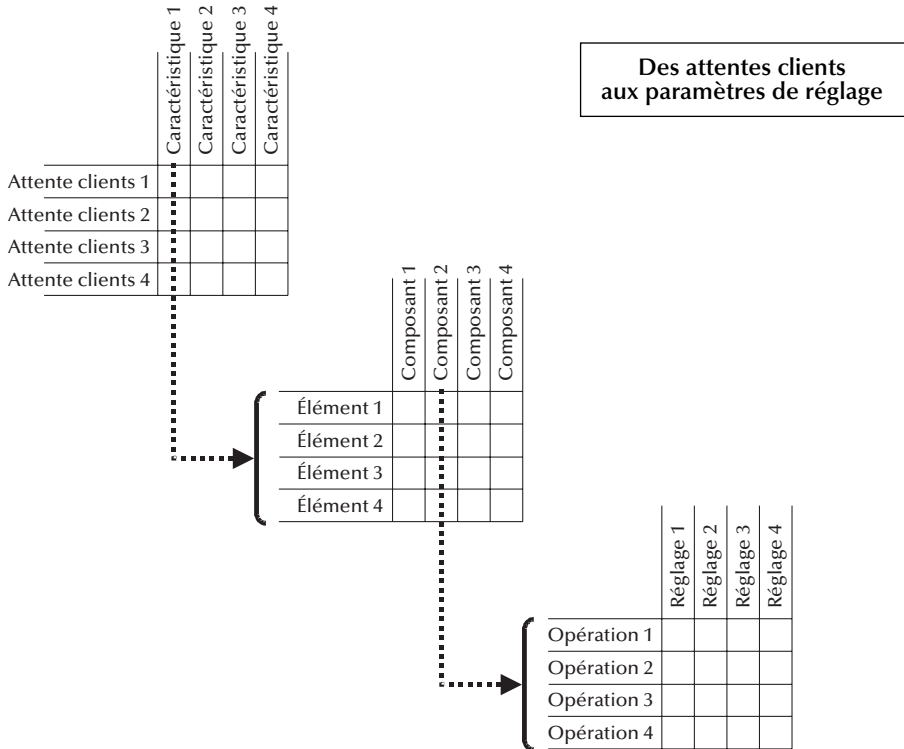 Caractéristique 1
Caractéristique 2
Caractéristique 3
Caractéristique 4
Des attentes clients
aux paramètres de réglage
Attente clients 1
Attente clients 2
Attente clients 3
Attente clients 4
Composant 1
Composant 2
Composant 3
Composant 4
Élément 1
Élément 2
Élément 3
Élément 4
Réglage 1
Réglage 2
Réglage 3
Réglage 4
Opération 1
Opération 2
Opération 3
Opération 4